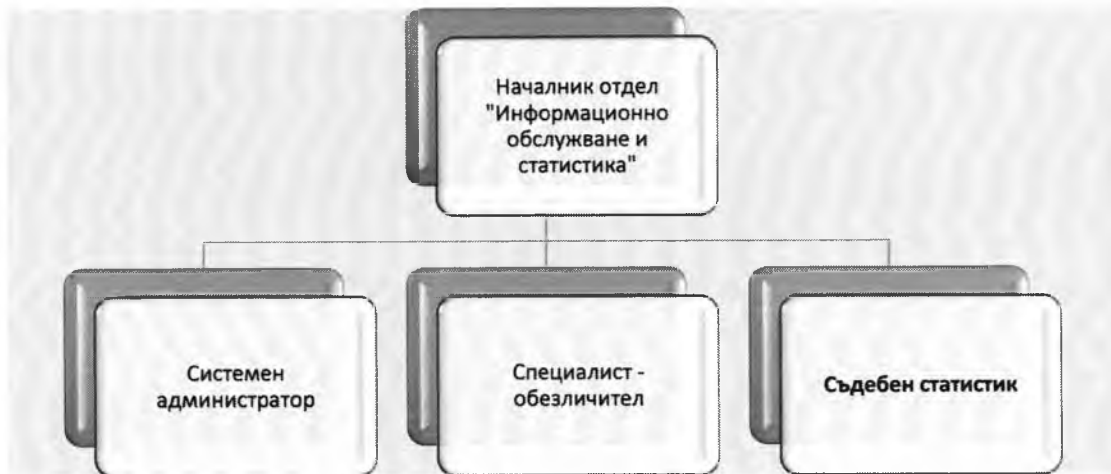 Началник отдел
"Информационно
обслужване и
статистика"
Системен
администратор
Специалист -
обезличител
Съдебен статистик